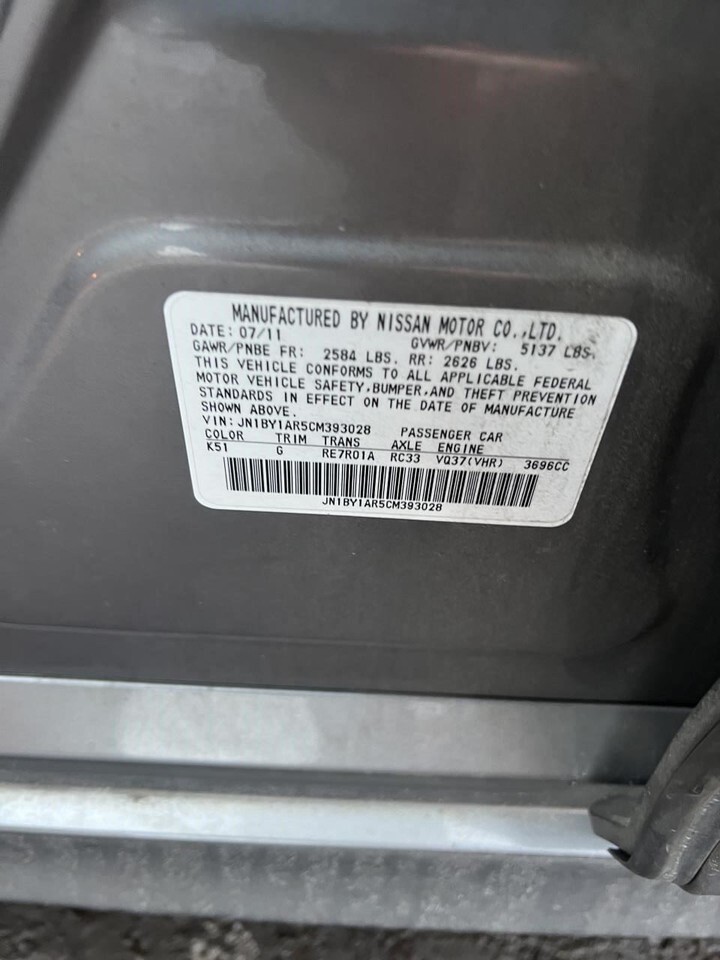 MANUFACTURED BY NISSAN MOTOR CO.,LTD.
DATE: 07/11 GVWR/PNBV: 5137 LBS.
GAWR/PNBE FR: 2584 LBS. RR: 2626 LBS.
THIS VEHICLE CONFORMS TO ALL APPLICABLE FEDERAL
MOTOR VEHICLE SAFETY,BUMPER,AND THEFT PREVENTION
STANDARDS IN EFFECT ON THE DATE OF MANUFACTURE
SHOWN ABOVE.
VIN: JN1BY1AR5CM393028 PASSENGER CAR
COLOR TRIM TRANS AXLE ENGINE
K51 G RE7R01A RC33 VQ37(VHR) 3696CC
JN1BY1AR5CM393028